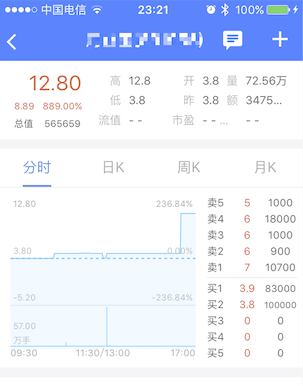 中国电信 23:21 100%
12.80 高 12.8 开 3.8 量 72.56万
8.89 889.00% 低 3.8 昨 3.8 额 3475...
总值 565659 流值 -- 市盈 -- ... --
分时 日K 周K 月K
12.80 236.84%
3.80 0.00%
-5.20 -236.84%
57.00
万手
09:30 11:30/13:00 17:00
卖5 5 1000
卖4 6 18000
卖3 6 1000
卖2 6 900
卖1 7 10700
买1 3.9 83000
买2 3.8 100000
买3 0 0
买4 0 0
买5 0 0